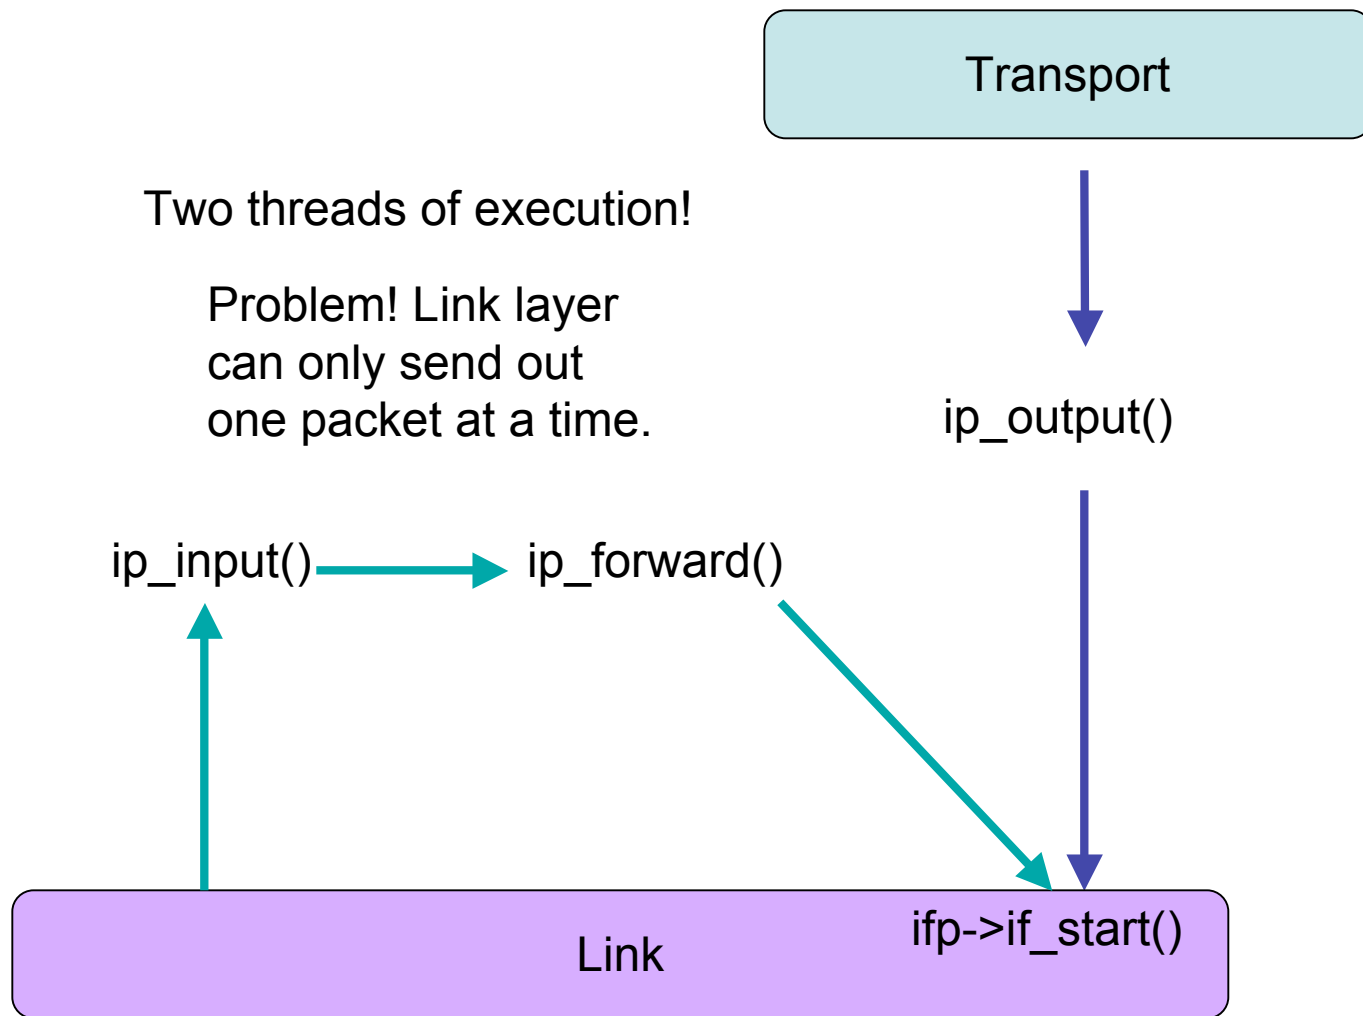 Transport
Two threads of execution!
Problem! Link layer
can only send out
one packet at a time.
ip_output()
ip_input()
ip_forward()
ifp->if_start()
Link